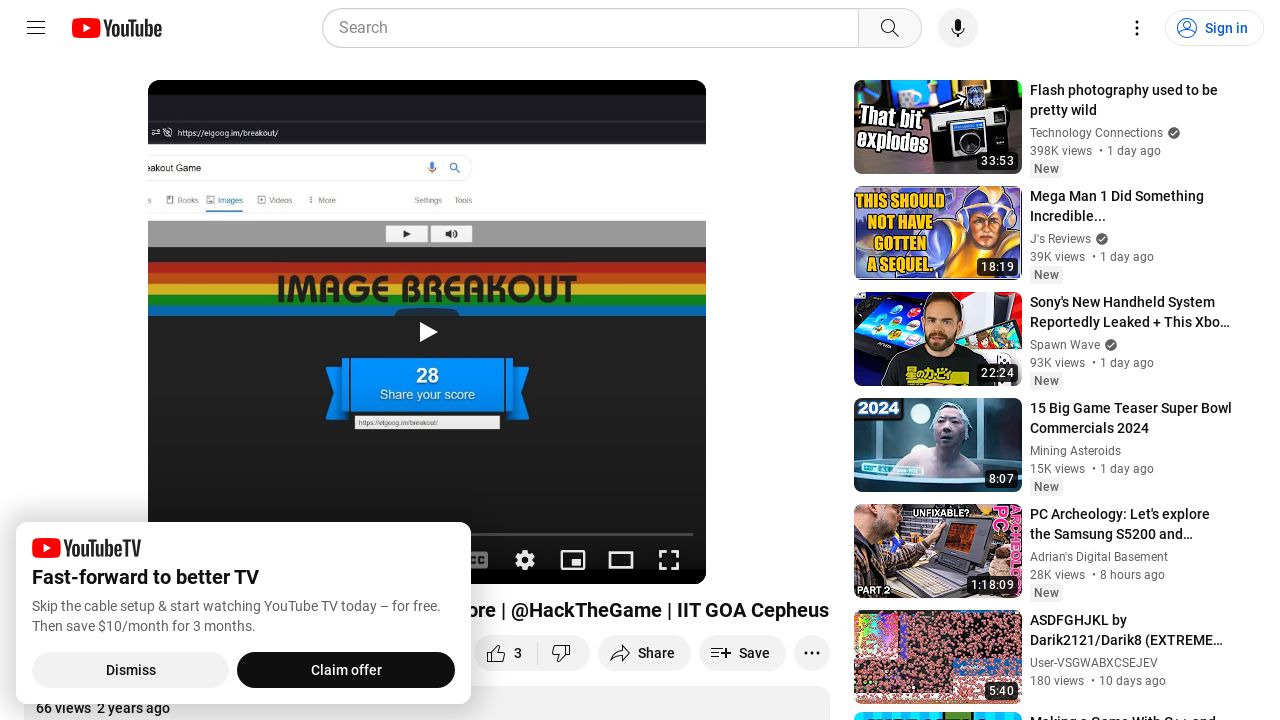 YouTube
Search
Sign in
https://elgoog.im/breakout/
eakout Game
Books
Images
Videos
More
Settings
Tools
IMAGE BREAKOUT
28
Share your score
https://elgoog.im/breakout/
CC
YouTubeTV
Fast-forward to better TV
Skip the cable setup & start watching YouTube TV today – for free.
Then save $10/month for 3 months.
Dismiss
Claim offer
ore | @HackTheGame | IIT GOA Cepheus
3
Share
Save
66 views 2 years ago
That bit
explodes
33:53
Flash photography used to be
pretty wild
Technology Connections
398K views • 1 day ago
New
THIS SHOULD
NOT HAVE
GOTTEN
A SEQUEL.
18:19
Mega Man 1 Did Something
Incredible...
J's Reviews
39K views • 1 day ago
New
22:24
Sony's New Handheld System
Reportedly Leaked + This Xbo...
Spawn Wave
93K views • 1 day ago
New
2024
8:07
15 Big Game Teaser Super Bowl
Commercials 2024
Mining Asteroids
15K views • 1 day ago
New
UNFIXABLE?
PC
ARCHEOLO
PART 2
1:18:09
PC Archeology: Let's explore
the Samsung S5200 and...
Adrian's Digital Basement
28K views • 8 hours ago
New
5:40
ASDFGHJKL by
Darik2121/Darik8 (EXTREME...
User-VSGWABXCSEJEV
180 views • 10 days ago